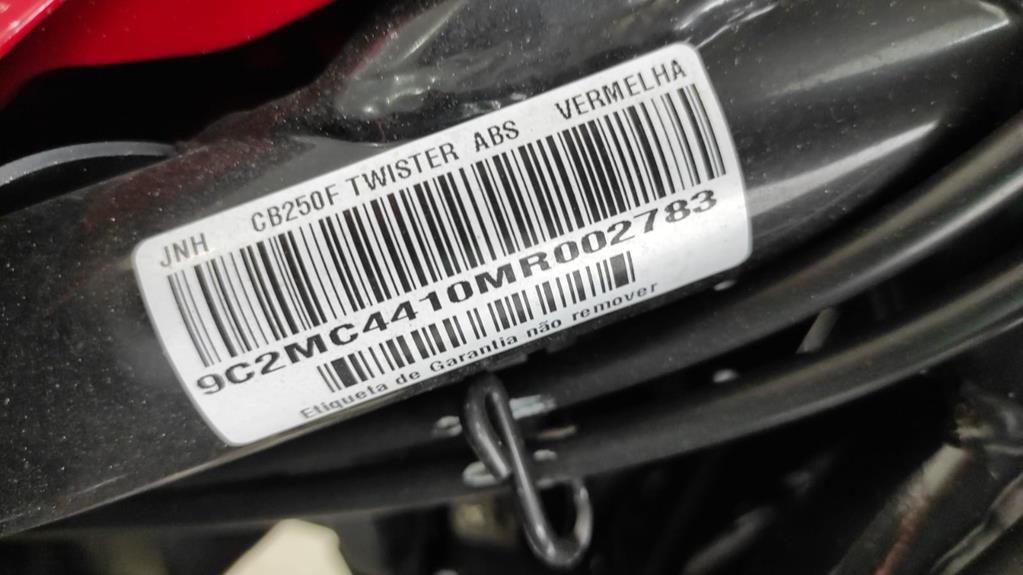 JNH CB250F TWISTER ABS VERMELHA
9C2MC4410MR002783
Etiqueta de Garantia não remover